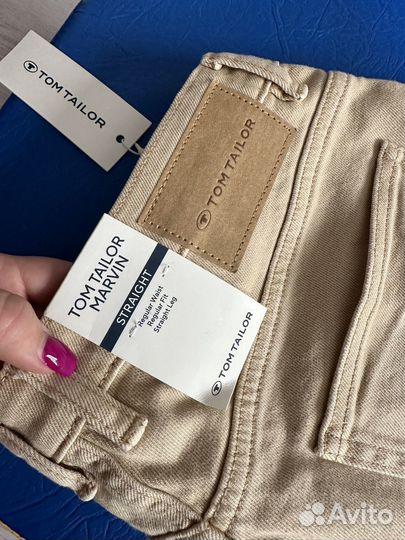 TOM TAILOR
TOM TAILOR
TOM TAILOR
MARVIN
STRAIGHT
Regular Waist
Regular Fit
Straight Leg
TOM TAILOR
Avito